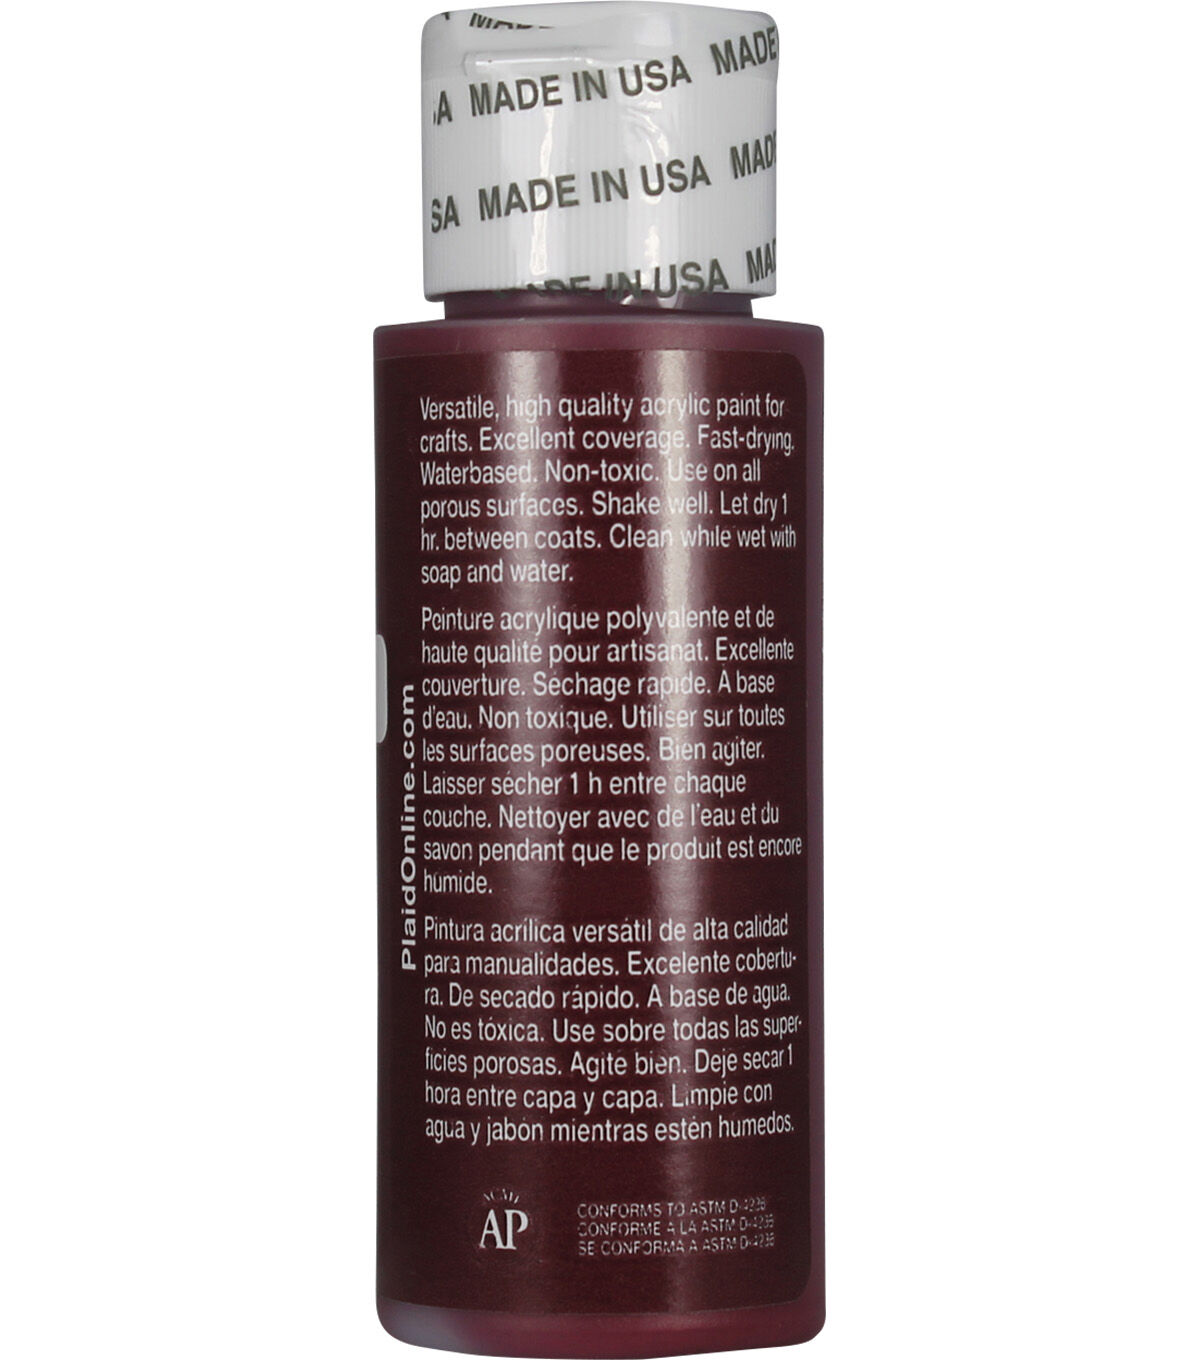 MADE
SA MADE IN USA MADE
SA MADE IN USA MADE
MADE IN USA MA
Versatile, high quality acrylic paint for
crafts. Excellent coverage. Fast-drying.
Waterbased. Non-toxic. Use on all
porous surfaces. Shake well. Let dry 1
hr. between coats. Clean while wet with
soap and water.
Peinture acrylique polyvalente et de
haute qualité pour artisanat. Excellente
couverture. Séchage rapide. À base
d'eau. Non toxique. Utiliser sur toutes
les surfaces poreuses. Bien agiter.
Laisser sécher 1 h entre chaque
couche. Nettoyer avec de l'eau et du
savon pendant que le produit est encore
humide.
Pintura acrílica versátil de alta calidad
para manualidades. Excelente cobertu-
ra. De secado rápido. A base de agua.
No es tóxica. Use sobre todas las super-
ficies porosas. Agite bien. Deje secar 1
hora entre capa y capa. Limpie con
agua y jabón mientras estén humedos.
PlaidOnline.com
ACMI
AP
CONFORMS TO ASTM D-4236
CONFORME A LA ASTM D-4236
SE CONFORMA A ASTM D-4236